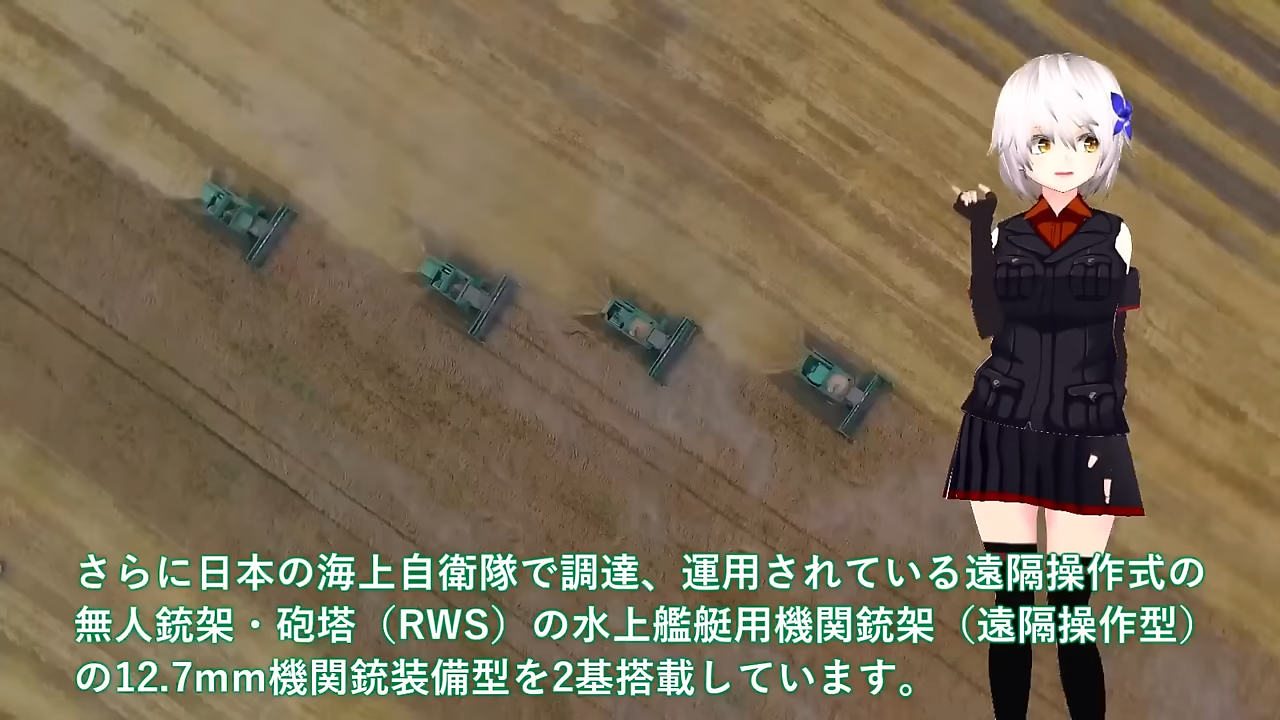 さらに日本の海上自衛隊で調達、運用されている遠隔操作式の
無人銃架・砲塔（RWS）の水上艦艇用機関銃架（遠隔操作型）
の12.7mm機関銃装備型を2基搭載しています。